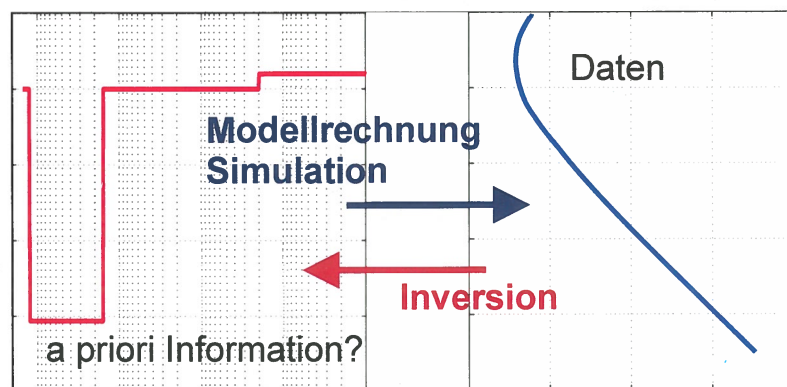 Daten
Modellrechnung
Simulation
Inversion
a priori Information?